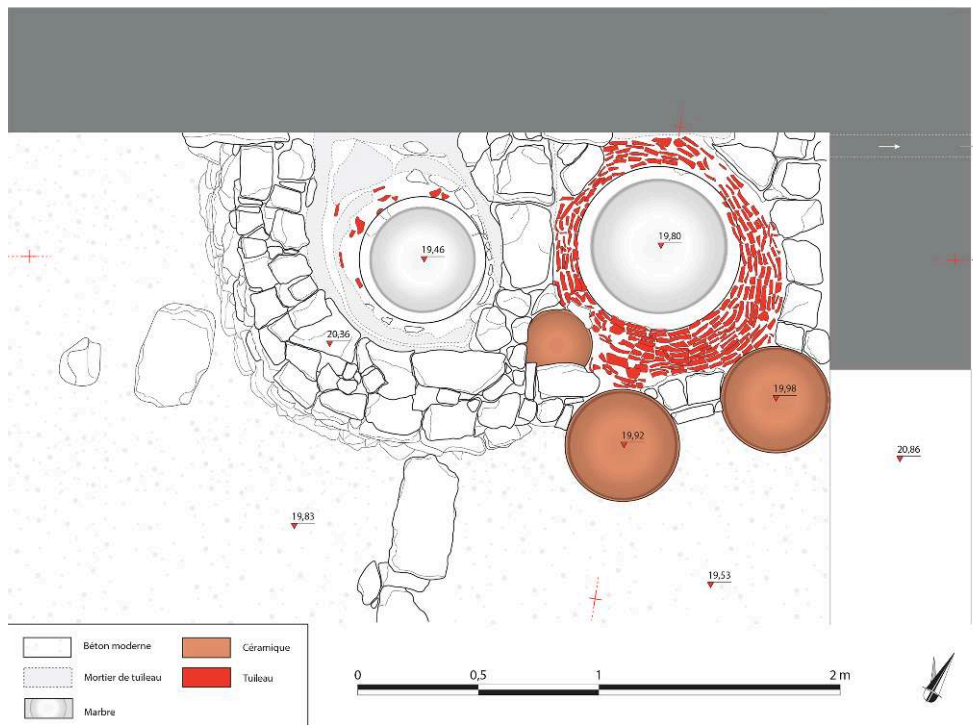 19,46
19,80
20,36
19,98
19,92
20,86
19,83
19,53
Béton moderne
Mortier de tuileau
Marbre
Céramique
Tuileau
0 0,5 1 2 m